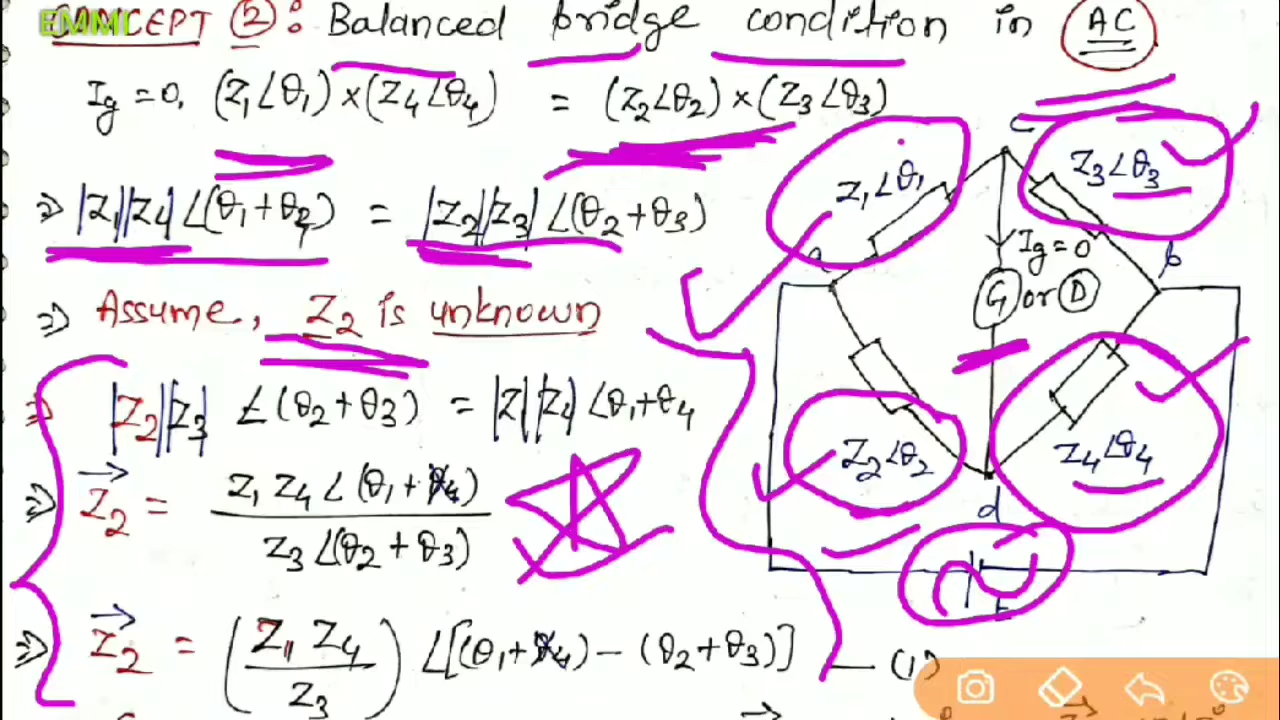 EMMI
CONCEPT ②: Balanced bridge condition in AC
Ig = 0, (Z₁∠θ₁) × (Z₄∠θ₄) = (Z₂∠θ₂) × (Z₃∠θ₃)
⇒ |Z₁||Z₄| ∠(θ₁+θ₄) = |Z₂||Z₃| ∠(θ₂+θ₃)
⇒ Assume, Z₂ is unknown
⇒ |Z₂||Z₃| ∠(θ₂+θ₃) = |Z||Z₄| ∠θ₁+θ₄
⇒ Z₂ = Z₁ Z₄ ∠(θ₁+θ₄) / Z₃ ∠(θ₂+θ₃)
⇒ Z₂ = (Z₁ Z₄ / Z₃) ∠[(θ₁+θ₄) − (θ₂+θ₃)] — (1)
c
Z₁∠θ₁
Z₃∠θ₃
a
Ig = 0
b
G or D
Z₂∠θ₂
Z₄∠θ₄
d
E